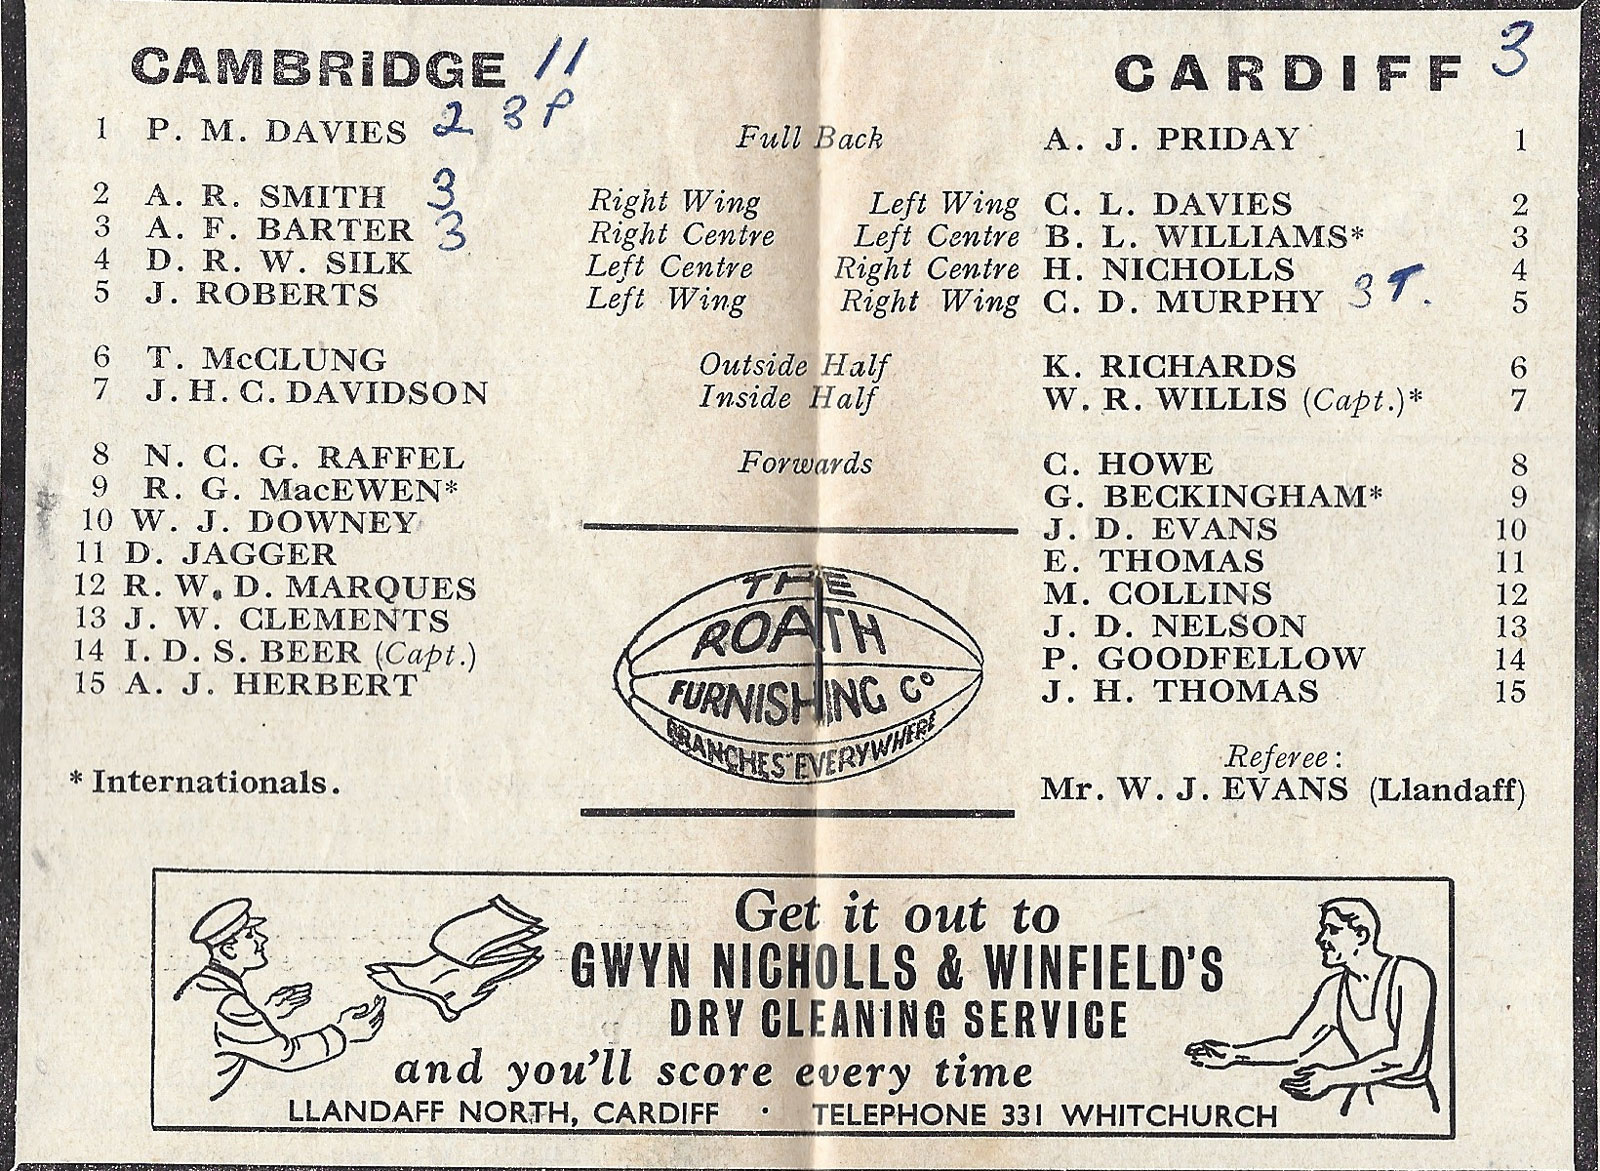 CAMBRIDGE 11
CARDIFF 3
1 P. M. DAVIES 2 3P Full Back A. J. PRIDAY 1
2 A. R. SMITH 3 Right Wing Left Wing C. L. DAVIES 2
3 A. F. BARTER 3 Right Centre Left Centre B. L. WILLIAMS* 3
4 D. R. W. SILK Left Centre Right Centre H. NICHOLLS 4
5 J. ROBERTS Left Wing Right Wing C. D. MURPHY 3 T. 5
6 T. McCLUNG Outside Half K. RICHARDS 6
7 J. H. C. DAVIDSON Inside Half W. R. WILLIS (Capt.)* 7
8 N. C. G. RAFFEL Forwards C. HOWE 8
9 R. G. MacEWEN* G. BECKINGHAM* 9
10 W. J. DOWNEY J. D. EVANS 10
11 D. JAGGER E. THOMAS 11
12 R. W. D. MARQUES M. COLLINS 12
13 J. W. CLEMENTS J. D. NELSON 13
14 I. D. S. BEER (Capt.) P. GOODFELLOW 14
15 A. J. HERBERT J. H. THOMAS 15
THE
ROATH
FURNISHING Co
BRANCHES EVERYWHERE
* Internationals.
Referee :
Mr. W. J. EVANS (Llandaff)
Get it out to
GWYN NICHOLLS & WINFIELD'S
DRY CLEANING SERVICE
and you'll score every time
LLANDAFF NORTH, CARDIFF · TELEPHONE 331 WHITCHURCH